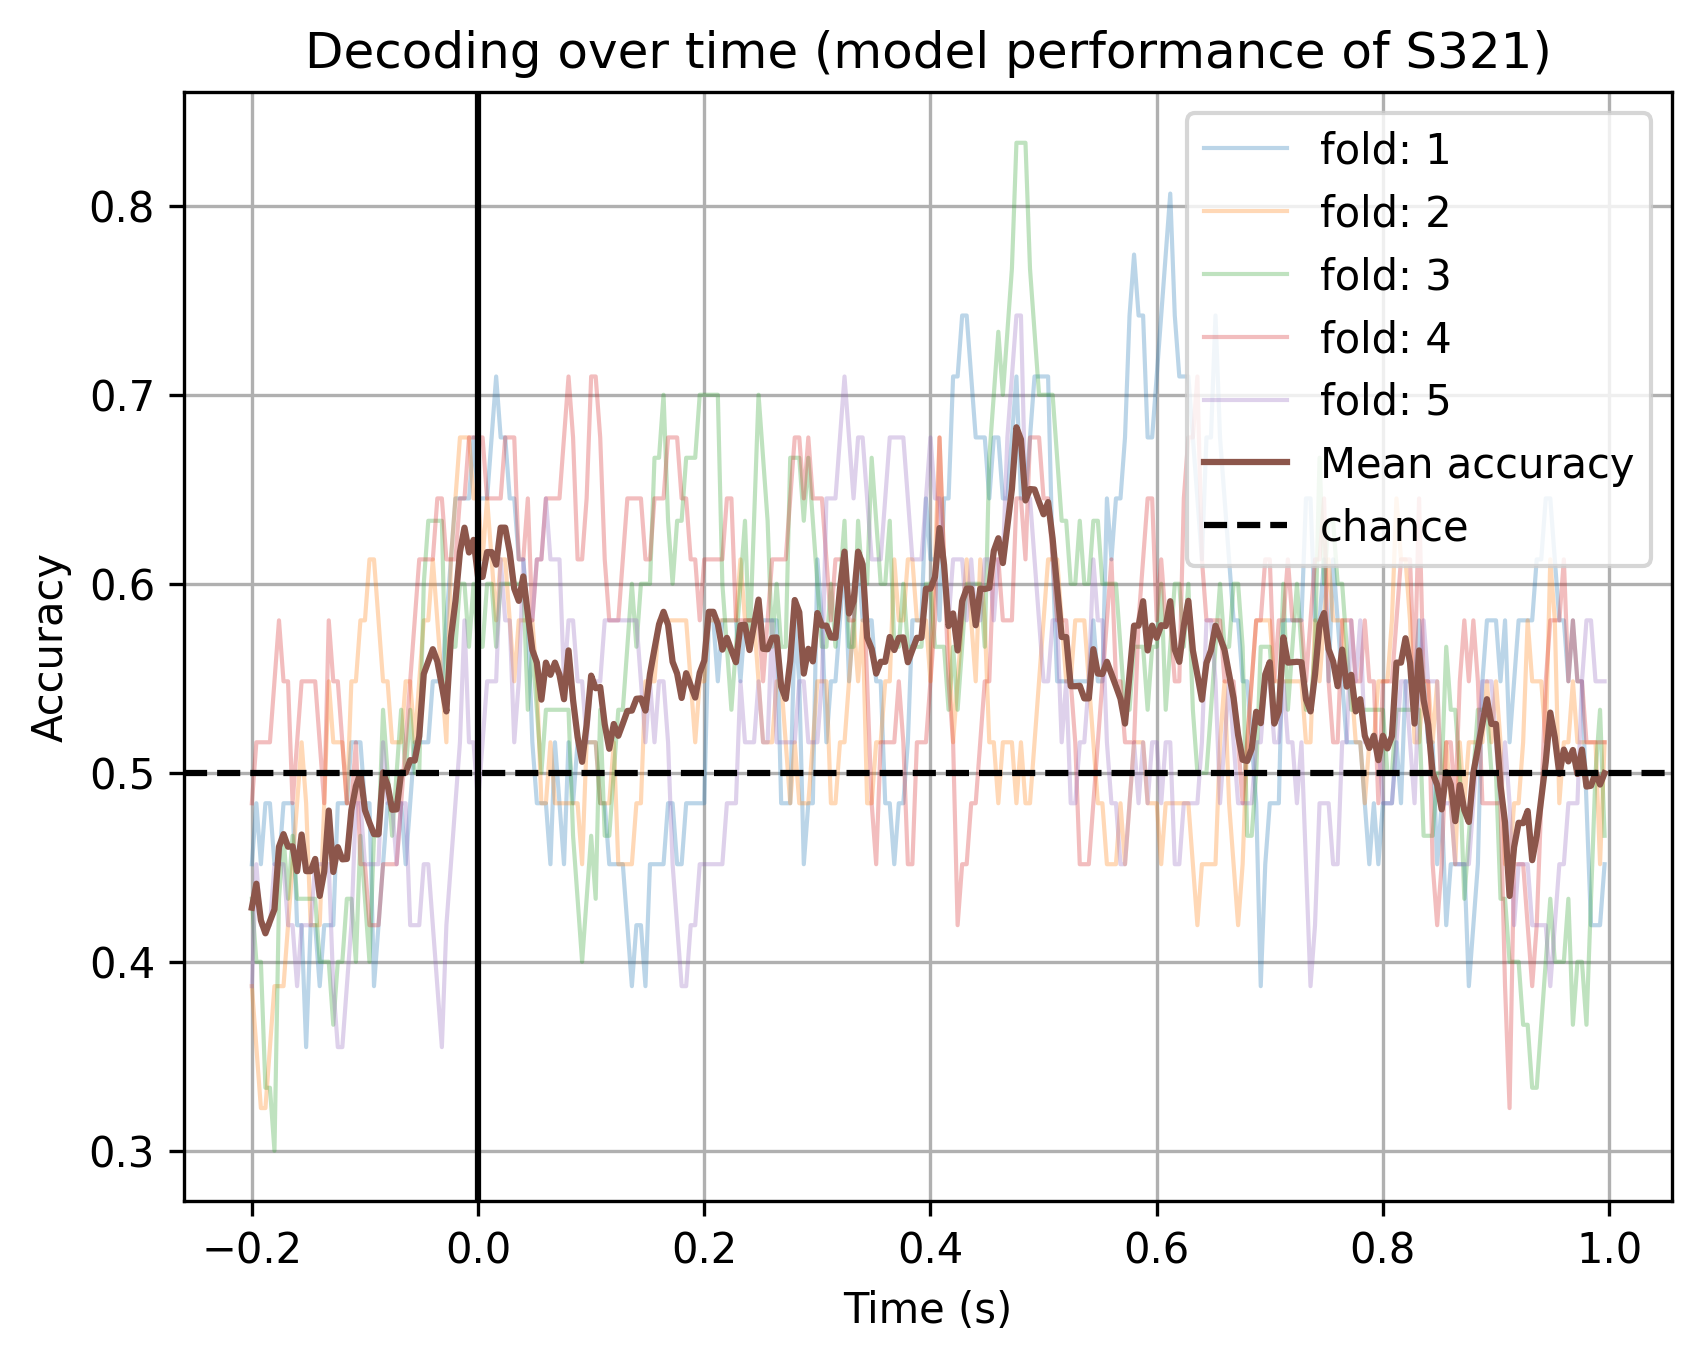 Decoding over time (model performance of S321)
fold: 1
fold: 2
fold: 3
fold: 4
fold: 5
Mean accuracy
chance
Accuracy
0.8
0.7
0.6
0.5
0.4
0.3
−0.2 0.0 0.2 0.4 0.6 0.8 1.0
Time (s)